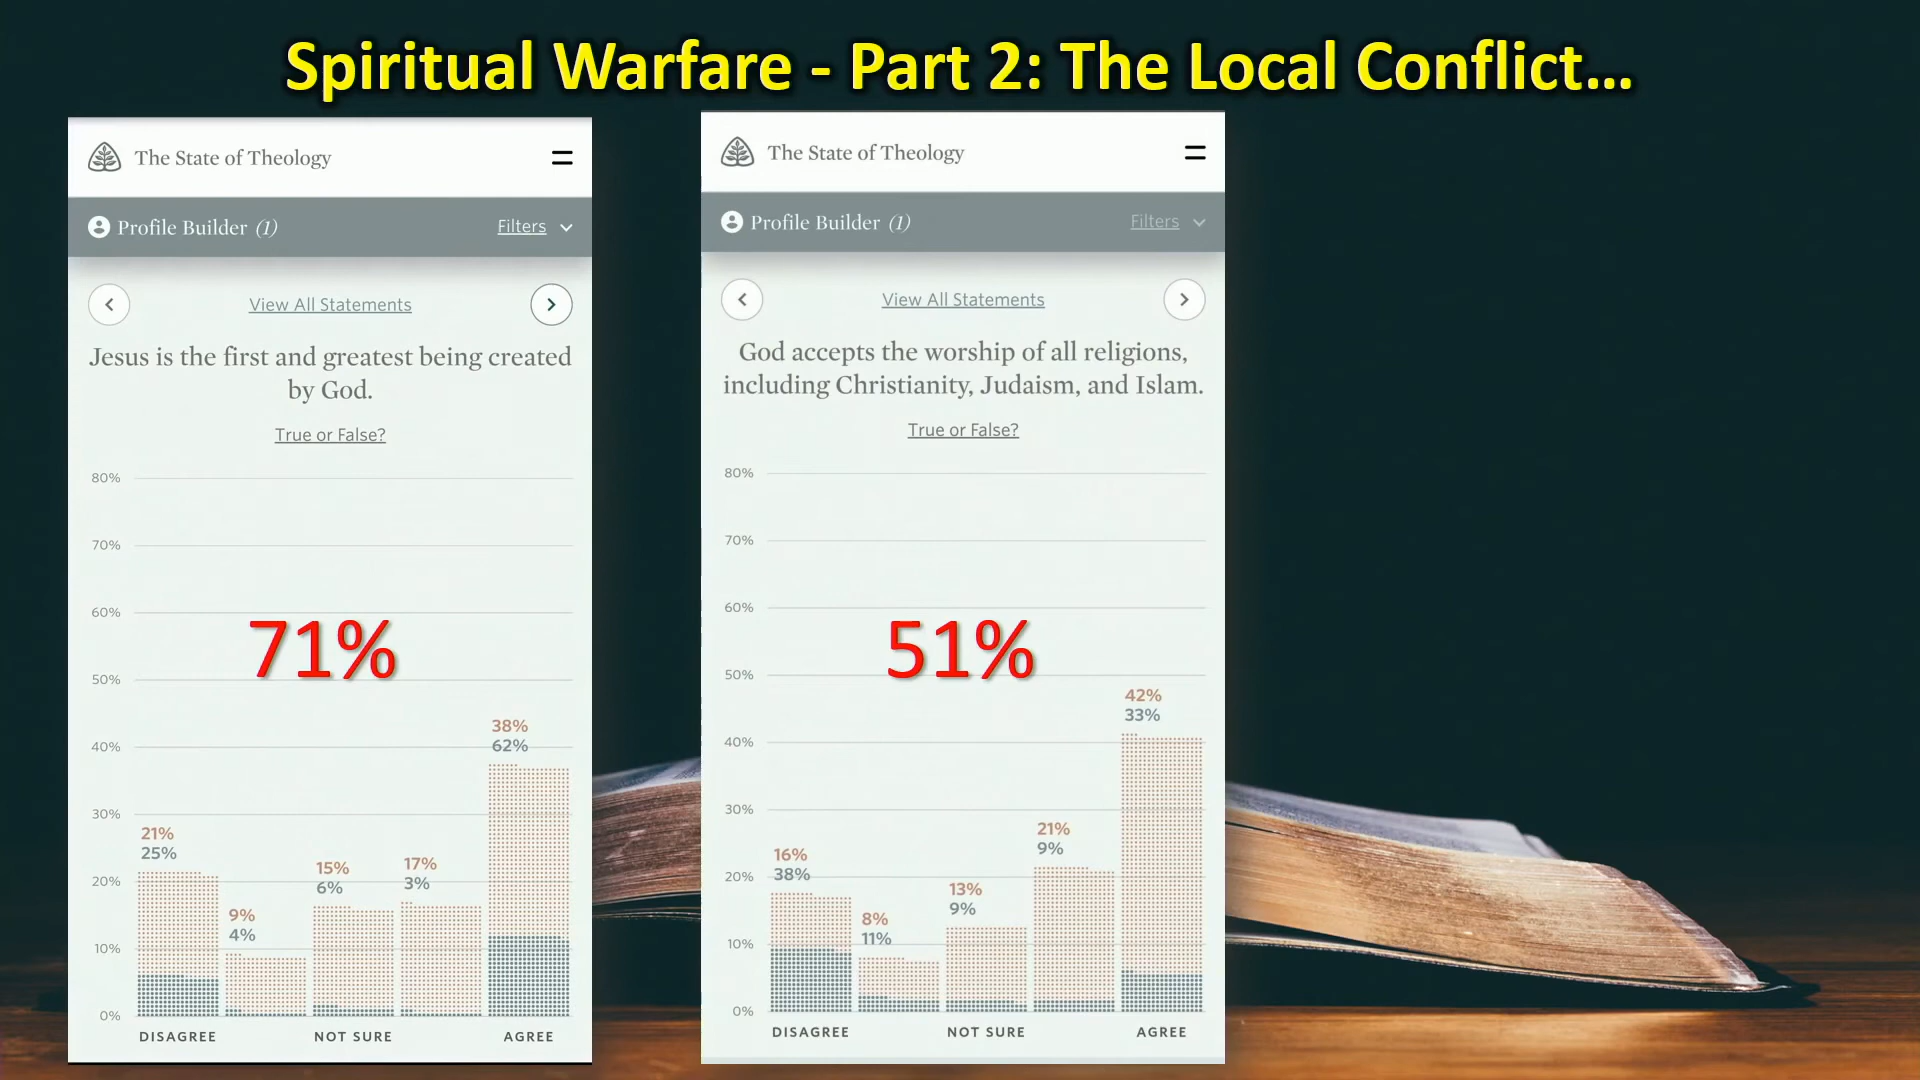 Spiritual Warfare - Part 2: The Local Conflict...
The State of Theology
Profile Builder (1)
Filters
View All Statements
Jesus is the first and greatest being created
by God.
True or False?
80%
70%
60%
71%
50%
38%
62%
40%
30%
21%
25%
15%
6%
17%
3%
20%
9%
4%
10%
0%
DISAGREE
NOT SURE
AGREE
The State of Theology
Profile Builder (1)
Filters
View All Statements
God accepts the worship of all religions,
including Christianity, Judaism, and Islam.
True or False?
80%
70%
60%
51%
50%
42%
33%
40%
30%
21%
9%
16%
38%
20%
13%
9%
8%
11%
10%
0%
DISAGREE
NOT SURE
AGREE